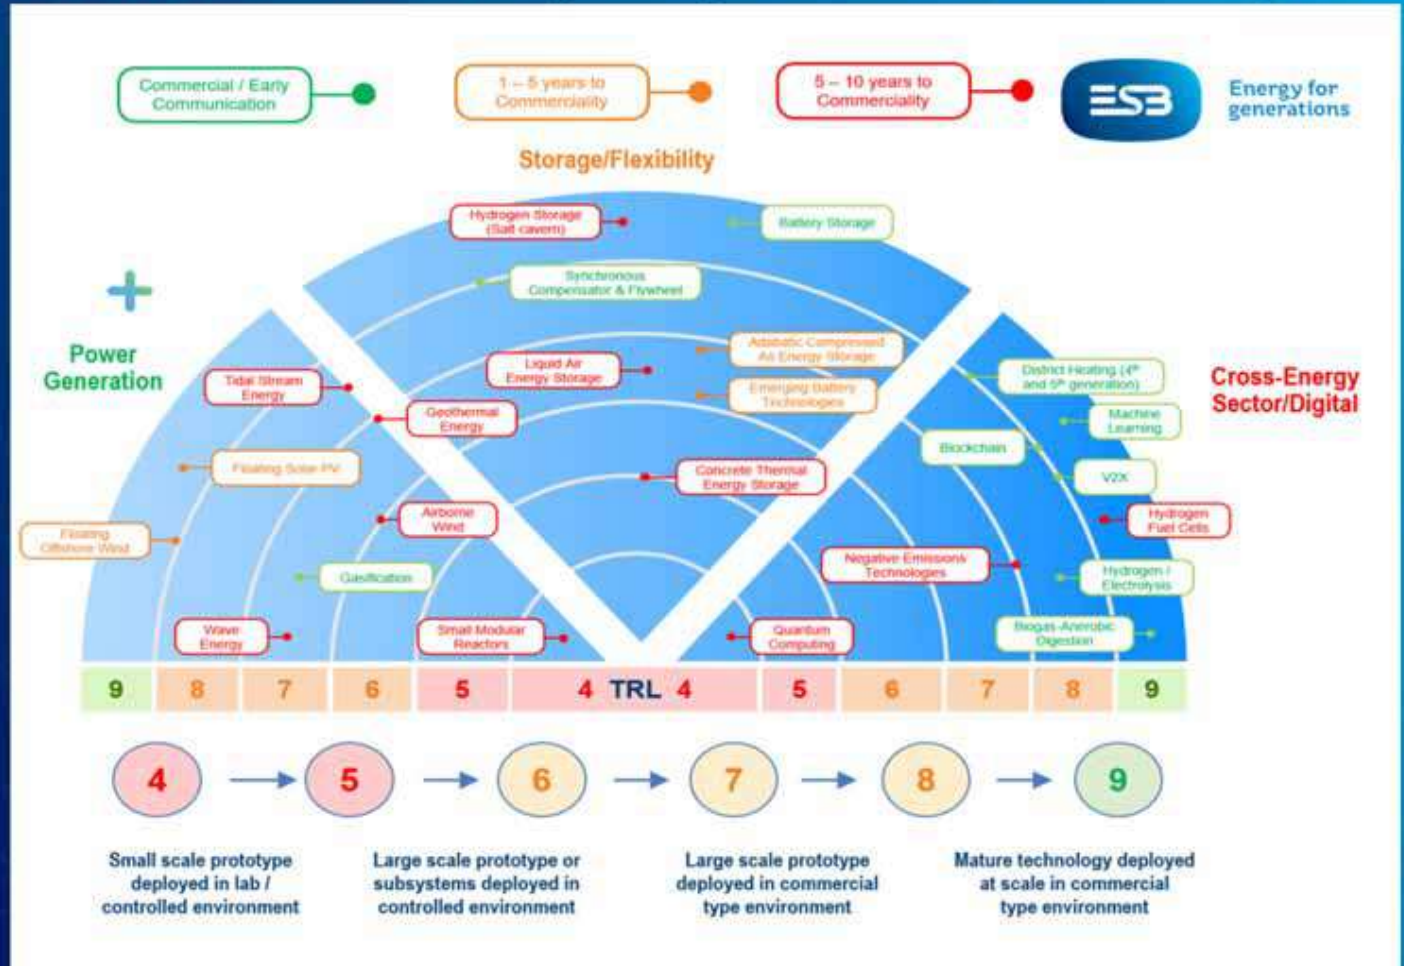 Commercial / Early
Communication
1 – 5 years to
Commerciality
5 – 10 years to
Commerciality
ESB
Energy for
generations
Storage/Flexibility
Hydrogen Storage
(Salt cavern)
Battery Storage
Synchronous
Compensator & Flywheel
Power
Generation
Liquid Air
Energy Storage
Adabatic Compressed
As Energy Storage
Emerging Battery
Technologies
Tidal Stream
Energy
Geothermal
Energy
District Heating (4th
and 5th generation)
Cross-Energy
Sector/Digital
Machine
Learning
Blockchain
Floating Solar PV
Concrete Thermal
Energy Storage
V2X
Airborne
Wind
Hydrogen
Fuel Cells
Floating
Offshore Wind
Gasification
Negative Emissions
Technologies
Hydrogen /
Electrolysis
Wave
Energy
Small Modular
Reactors
Quantum
Computing
Biogas-Anerobic
Digestion
9 8 7 6 5 4 TRL 4 5 6 7 8 9
4 5 6 7 8 9
Small scale prototype
deployed in lab /
controlled environment
Large scale prototype or
subsystems deployed in
controlled environment
Large scale prototype
deployed in commercial
type environment
Mature technology deployed
at scale in commercial
type environment